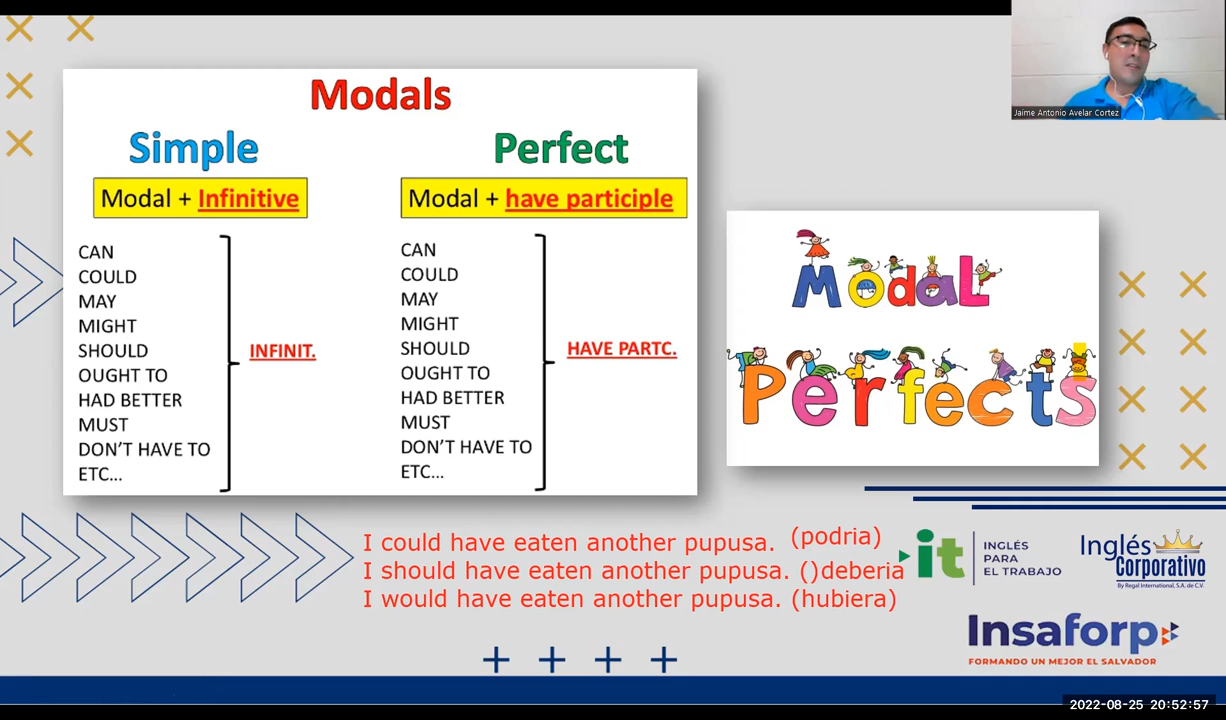 Jaime Antonio Avelar Cortez
Modals
Simple
Perfect
Modal + Infinitive
Modal + have participle
CAN
COULD
MAY
MIGHT
SHOULD
OUGHT TO
HAD BETTER
MUST
DON'T HAVE TO
ETC...
INFINIT.
CAN
COULD
MAY
MIGHT
SHOULD
OUGHT TO
HAD BETTER
MUST
DON'T HAVE TO
ETC...
HAVE PARTC.
Modal
Perfects
I could have eaten another pupusa. (podria)
I should have eaten another pupusa. ()deberia
I would have eaten another pupusa. (hubiera)
it
INGLÉS
PARA
EL TRABAJO
Inglés
Corporativo
By Regal International, S.A. de C.V.
Insaforp
FORMANDO UN MEJOR EL SALVADOR
2022-08-25 20:52:57